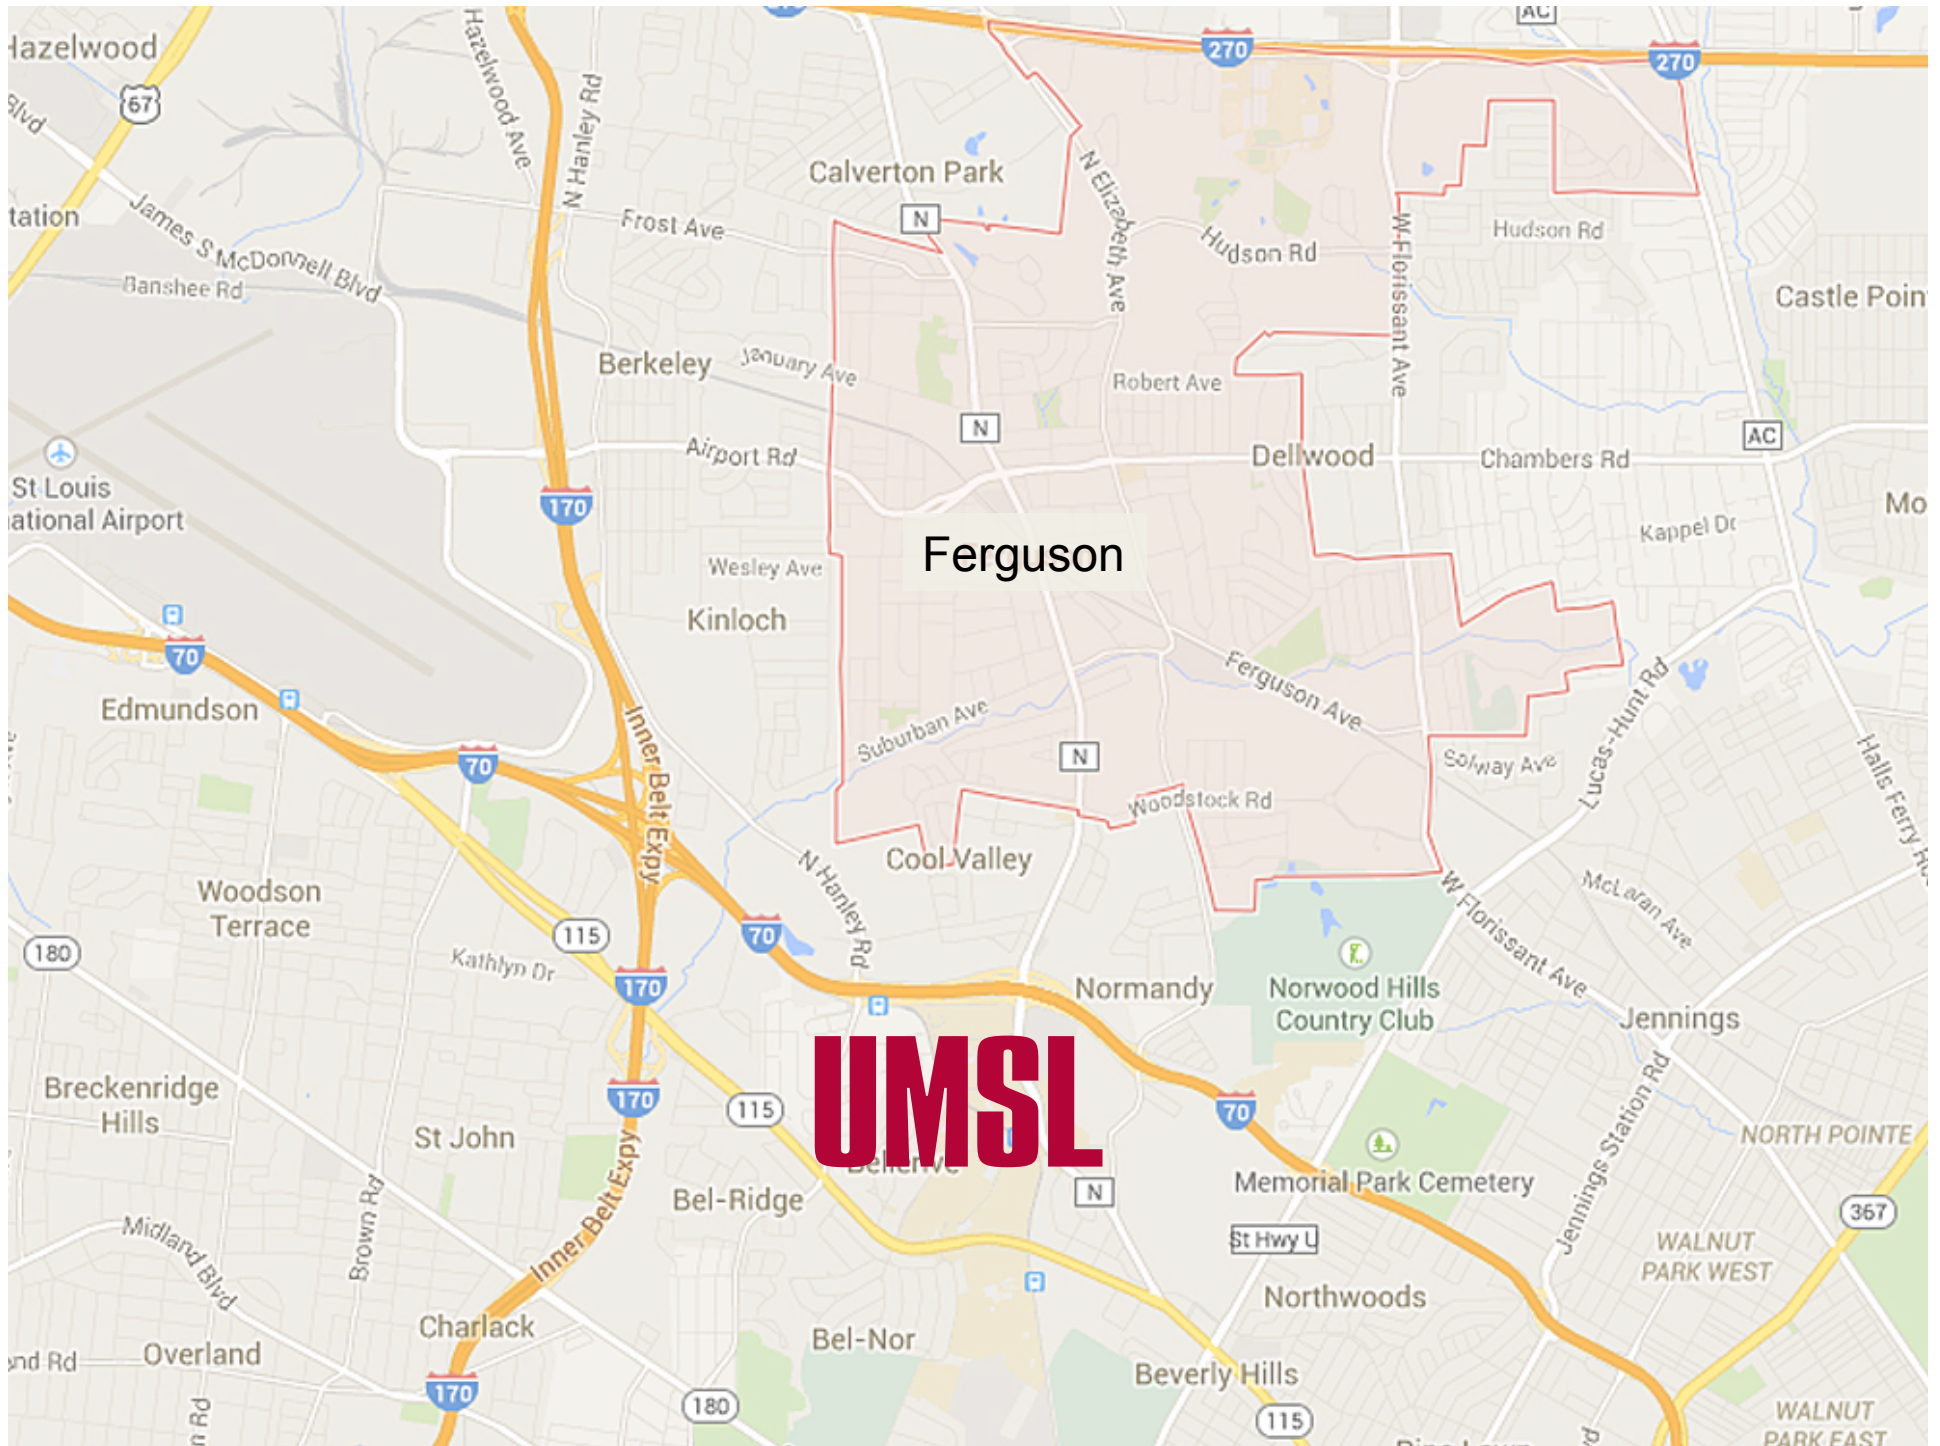 AC
Hazelwood
Hazelwood Ave
270
270
67
N Hanley Rd
Blvd
Calverton Park
N Elizabeth Ave
N
tation
James S McDonnell Blvd
Frost Ave
Hudson Rd
W Florissant Ave
Hudson Rd
Banshee Rd
Castle Poin
Berkeley
January Ave
Robert Ave
N
AC
Airport Rd
Dellwood
Chambers Rd
St Louis
ational Airport
170
Mo
Kappel Dr
Ferguson
Wesley Ave
Kinloch
70
Edmundson
Inner Belt Expy
Suburban Ave
Ferguson Ave
Lucas-Hunt Rd
70
N
Solway Ave
Halls Ferry Rd
Woodstock Rd
Cool Valley
N Hanley Rd
Woodson
Terrace
W Florissant Ave
McLaran Ave
115
70
180
Kathlyn Dr
170
Normandy
Norwood Hills
Country Club
Jennings
UMSL
Breckenridge
Hills
170
115
70
St John
Jennings Station Rd
NORTH POINTE
Bellerive
Inner Belt Expy
Bel-Ridge
N
Memorial Park Cemetery
367
Brown Rd
Midland Blvd
St Hwy U
WALNUT
PARK WEST
Northwoods
Charlack
Bel-Nor
Overland
nd Rd
Beverly Hills
170
180
115
n Rd
WALNUT
PARK EAST